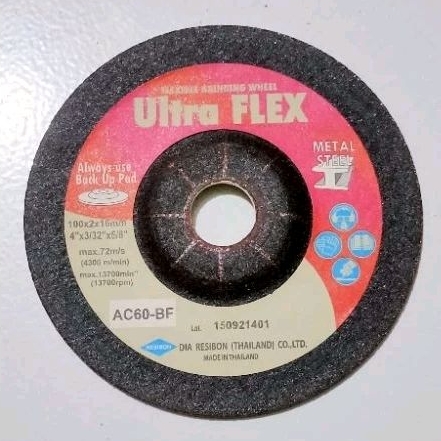 FLEXIBLE GRINDING WHEEL
Ultra FLEX
METAL
STEEL
Always use
Back Up Pad
100x2x16mm
4"x3/32"x5/8"
max.72m/s
(4300 m/min)
max.13700min⁻¹
(13700rpm)
AC60-BF
Lot. 150921401
RESIBON
DIA RESIBON (THAILAND) CO.,LTD.
MADE IN THAILAND